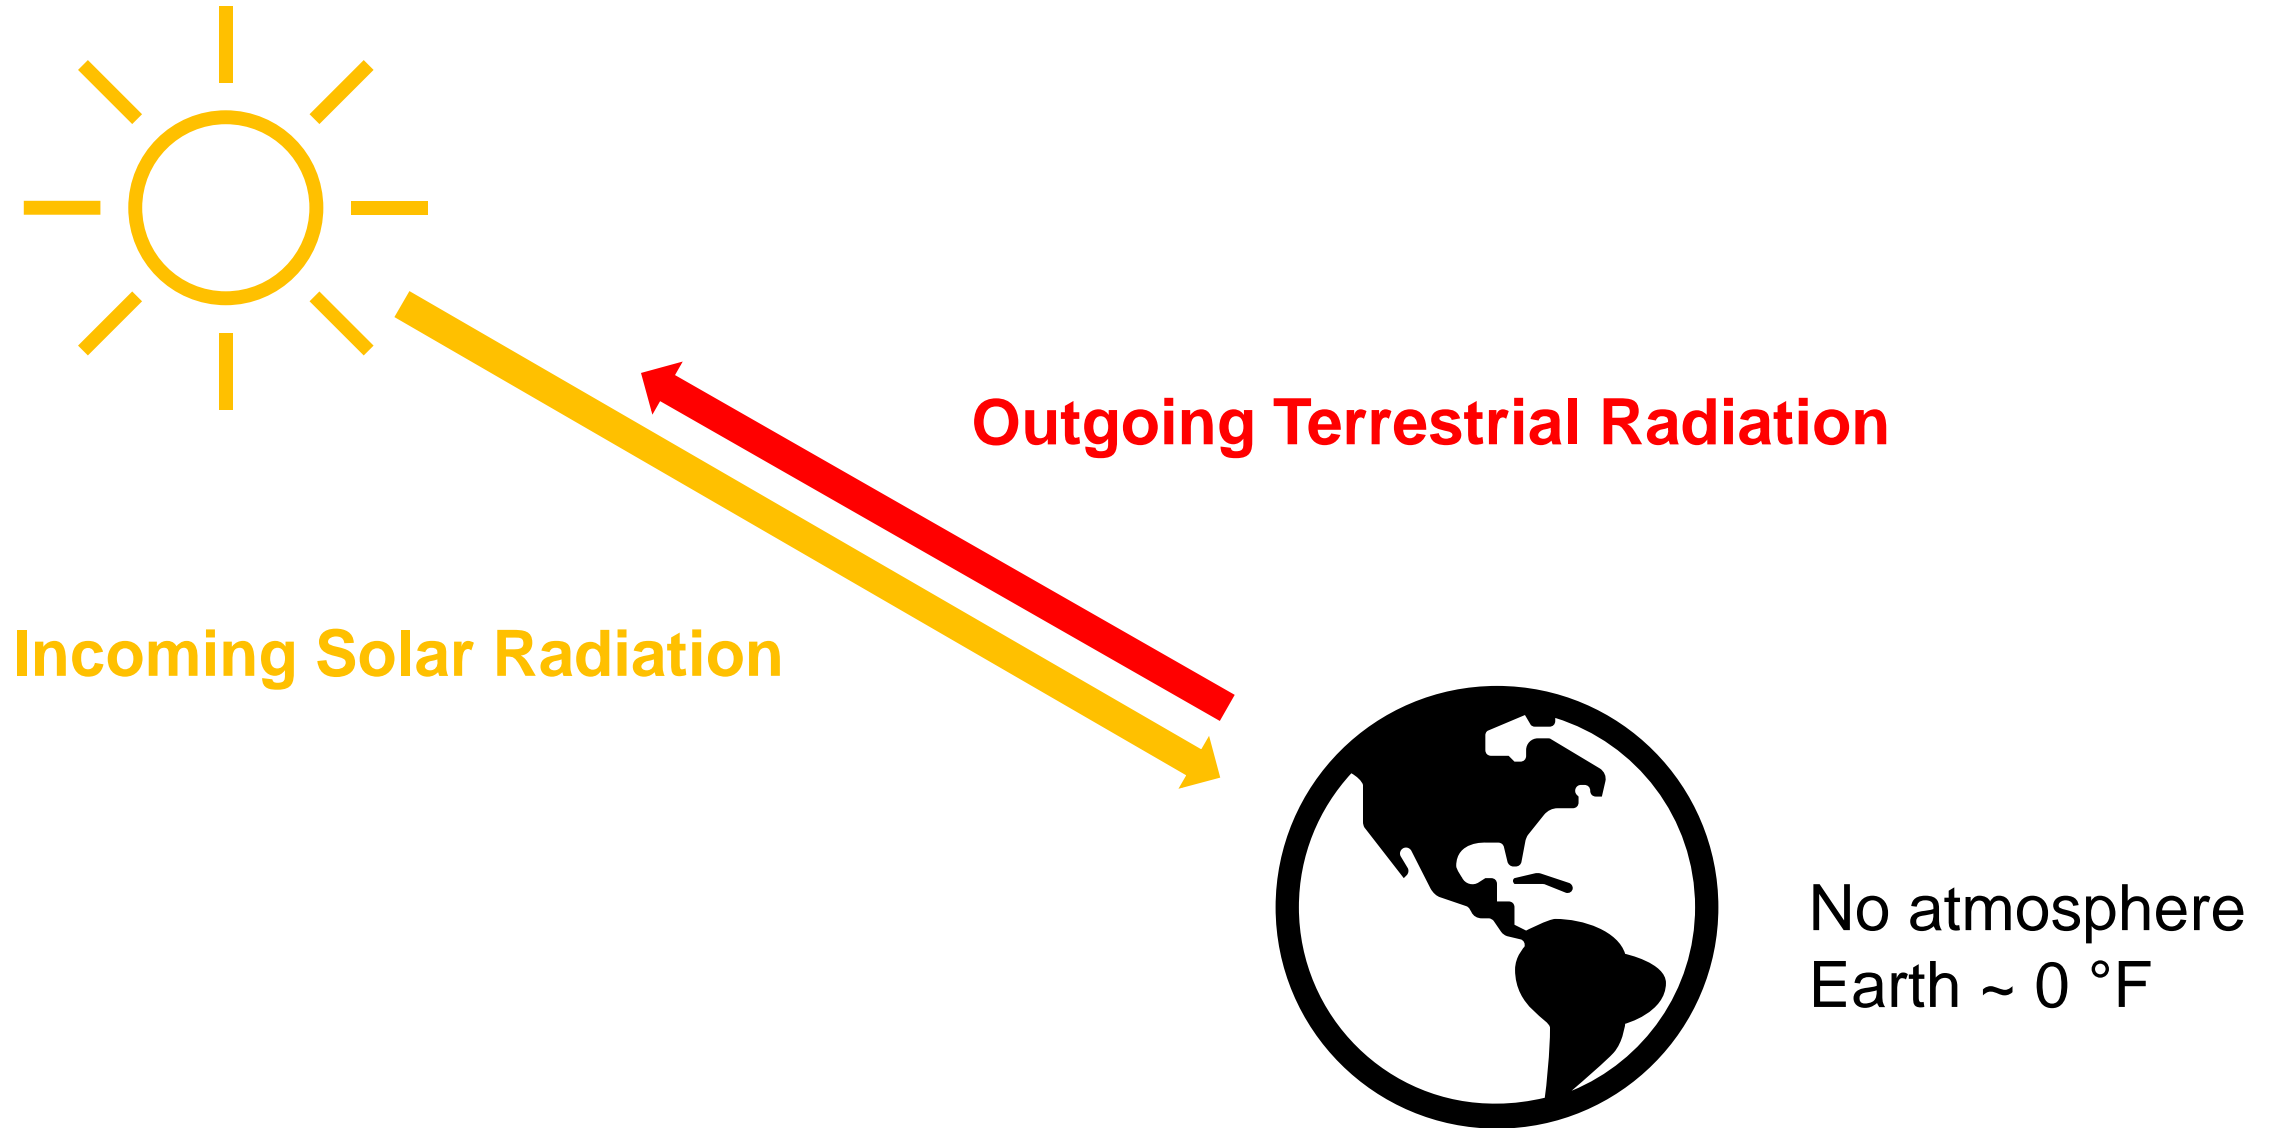 Outgoing Terrestrial Radiation
Incoming Solar Radiation
No atmosphere
Earth ~ 0 °F